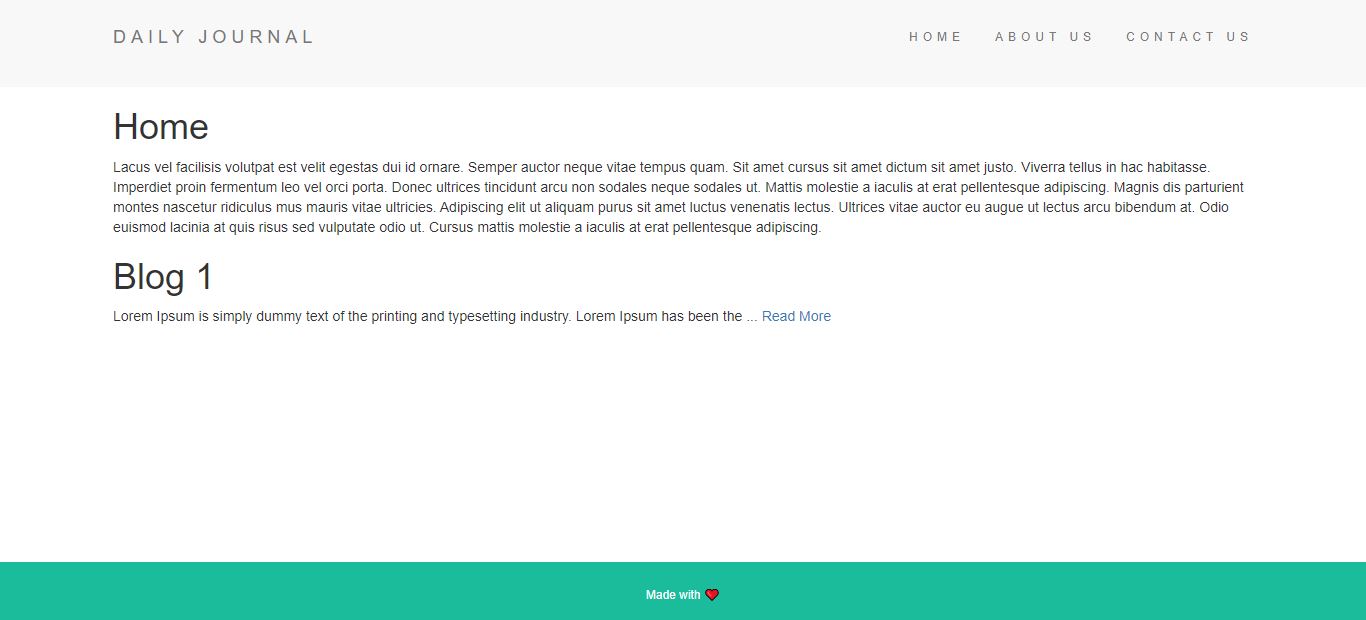 DAILY JOURNAL
HOME ABOUT US CONTACT US
Home
Lacus vel facilisis volutpat est velit egestas dui id ornare. Semper auctor neque vitae tempus quam. Sit amet cursus sit amet dictum sit amet justo. Viverra tellus in hac habitasse.
Imperdiet proin fermentum leo vel orci porta. Donec ultrices tincidunt arcu non sodales neque sodales ut. Mattis molestie a iaculis at erat pellentesque adipiscing. Magnis dis parturient
montes nascetur ridiculus mus mauris vitae ultricies. Adipiscing elit ut aliquam purus sit amet luctus venenatis lectus. Ultrices vitae auctor eu augue ut lectus arcu bibendum at. Odio
euismod lacinia at quis risus sed vulputate odio ut. Cursus mattis molestie a iaculis at erat pellentesque adipiscing.
Blog 1
Lorem Ipsum is simply dummy text of the printing and typesetting industry. Lorem Ipsum has been the ... Read More
Made with ❤